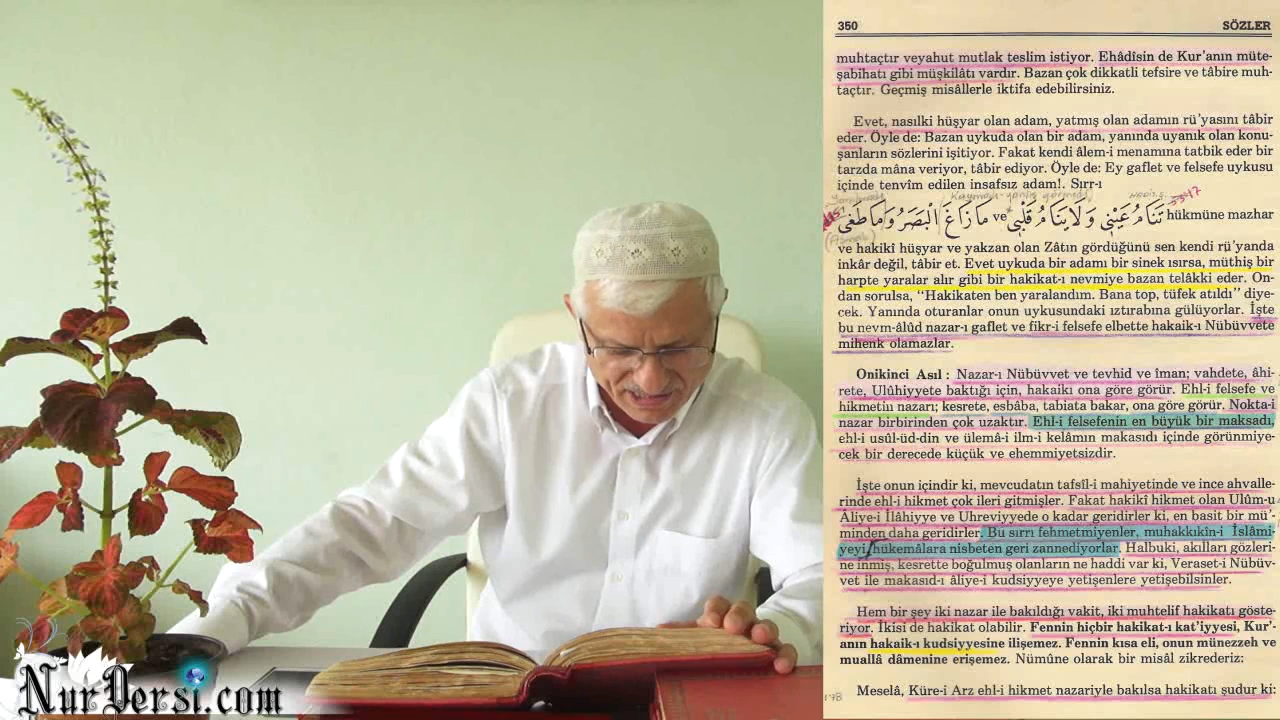 350 SÖZLER
muhtaçtır veyahut mutlak teslim istiyor. Ehâdîsin de Kur'anın müte-
şabihatı gibi müşkilâtı vardır. Bazan çok dikkatli tefsire ve tâbire muh-
taçtır. Geçmiş misâllerle iktifa edebilirsiniz.
Evet, nasılki hüşyar olan adam, yatmış olan adamın rü'yasını tâbir
eder. Öyle de: Bazan uykuda olan bir adam, yanında uyanık olan konu-
şanların sözlerini işitiyor. Fakat kendi âlem-i menamına tatbik eder bir
tarzda mâna veriyor, tâbir ediyor. Öyle de: Ey gaflet ve felsefe uykusu
içinde tenvîm edilen insafsız adam!. Sırr-ı
مَا زَاغَ الْبَصَرُ وَمَا طَغٰى ve تَنَامُ عَيْنِى وَلَا يَنَامُ قَلْبِى hükmüne mazhar
ve hakikî hüşyar ve yakzan olan Zâtın gördüğünü sen kendi rü'yanda
inkâr değil, tâbir et. Evet uykuda bir adamı bir sinek ısırsa, müthiş bir
harpte yaralar alır gibi bir hakikat-ı nevmiye bazan telâkki eder. On-
dan sorulsa, "Hakikaten ben yaralandım. Bana top, tüfek atıldı" diye-
cek. Yanında oturanlar onun uykusundaki ıztırabına gülüyorlar. İşte
bu nevm-âlûd nazar-ı gaflet ve fikr-i felsefe elbette hakaik-ı Nübüvvete
mihenk olamazlar.
Onikinci Asıl : Nazar-ı Nübüvvet ve tevhid ve îman; vahdete, âhi-
rete, Ulûhiyyete baktığı için, hakaikı ona göre görür. Ehl-i felsefe ve
hikmetin nazarı; kesrete, esbâba, tabiata bakar, ona göre görür. Nokta-i
nazar birbirinden çok uzaktır. Ehl-i felsefenin en büyük bir maksadı,
ehl-i usûl-üd-din ve ülemâ-i ilm-i kelâmın makasıdı içinde görünmiye-
cek bir derecede küçük ve ehemmiyetsizdir.
İşte onun içindir ki, mevcudatın tafsîl-i mahiyetinde ve ince ahvalle-
rinde ehl-i hikmet çok ileri gitmişler. Fakat hakikî hikmet olan Ulûm-u
Âliye-i İlâhiyye ve Uhreviyyede o kadar geridirler ki, en basit bir mü'-
minden daha geridirler. Bu sırrı fehmetmiyenler, muhakkıkîn-i İslâmi-
yeyi, hükemâlara nisbeten geri zannediyorlar. Halbuki, akılları gözleri-
ne inmiş, kesrette boğulmuş olanların ne haddi var ki, Veraset-i Nübüv-
vet ile makasıd-ı âliye-i kudsiyyeye yetişenlere yetişebilsinler.
Hem bir şey iki nazar ile bakıldığı vakit, iki muhtelif hakikatı göste-
riyor. İkisi de hakikat olabilir. Fennin hiçbir hakikat-ı kat'iyyesi, Kur'-
anın hakaik-ı kudsiyyesine ilişemez. Fennin kısa eli, onun münezzeh ve
muallâ dâmenine erişemez. Nümûne olarak bir misâl zikrederiz:
Meselâ, Küre-i Arz ehl-i hikmet nazariyle bakılsa hakikatı şudur ki:
NurDersi.com